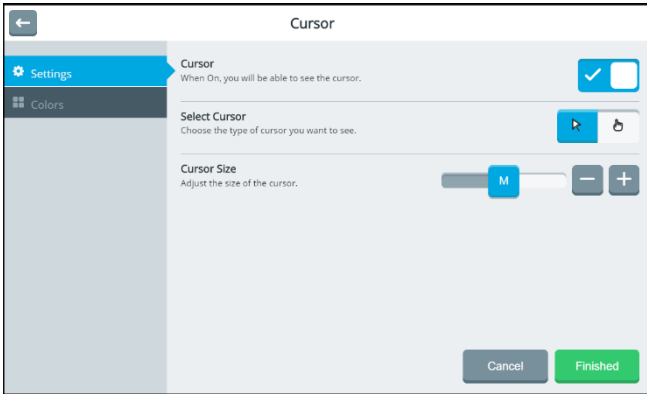 Cursor
Settings
Colors
Cursor
When On, you will be able to see the cursor.
Select Cursor
Choose the type of cursor you want to see.
Cursor Size
Adjust the size of the cursor.
M
Cancel
Finished